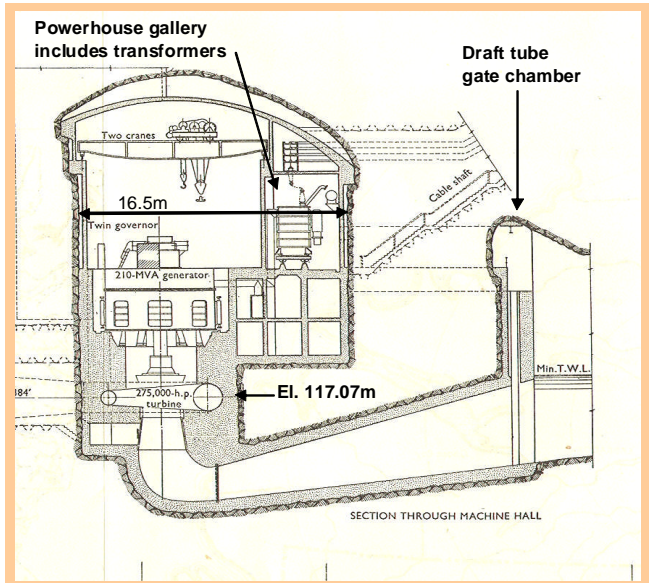 Powerhouse gallery
includes transformers
Draft tube
gate chamber
Two cranes
Cable shaft
16.5m
Twin governor
210-MVA generator
Min.T.W.L.
El. 117.07m
384'
275,000-h.p.
turbine
SECTION THROUGH MACHINE HALL